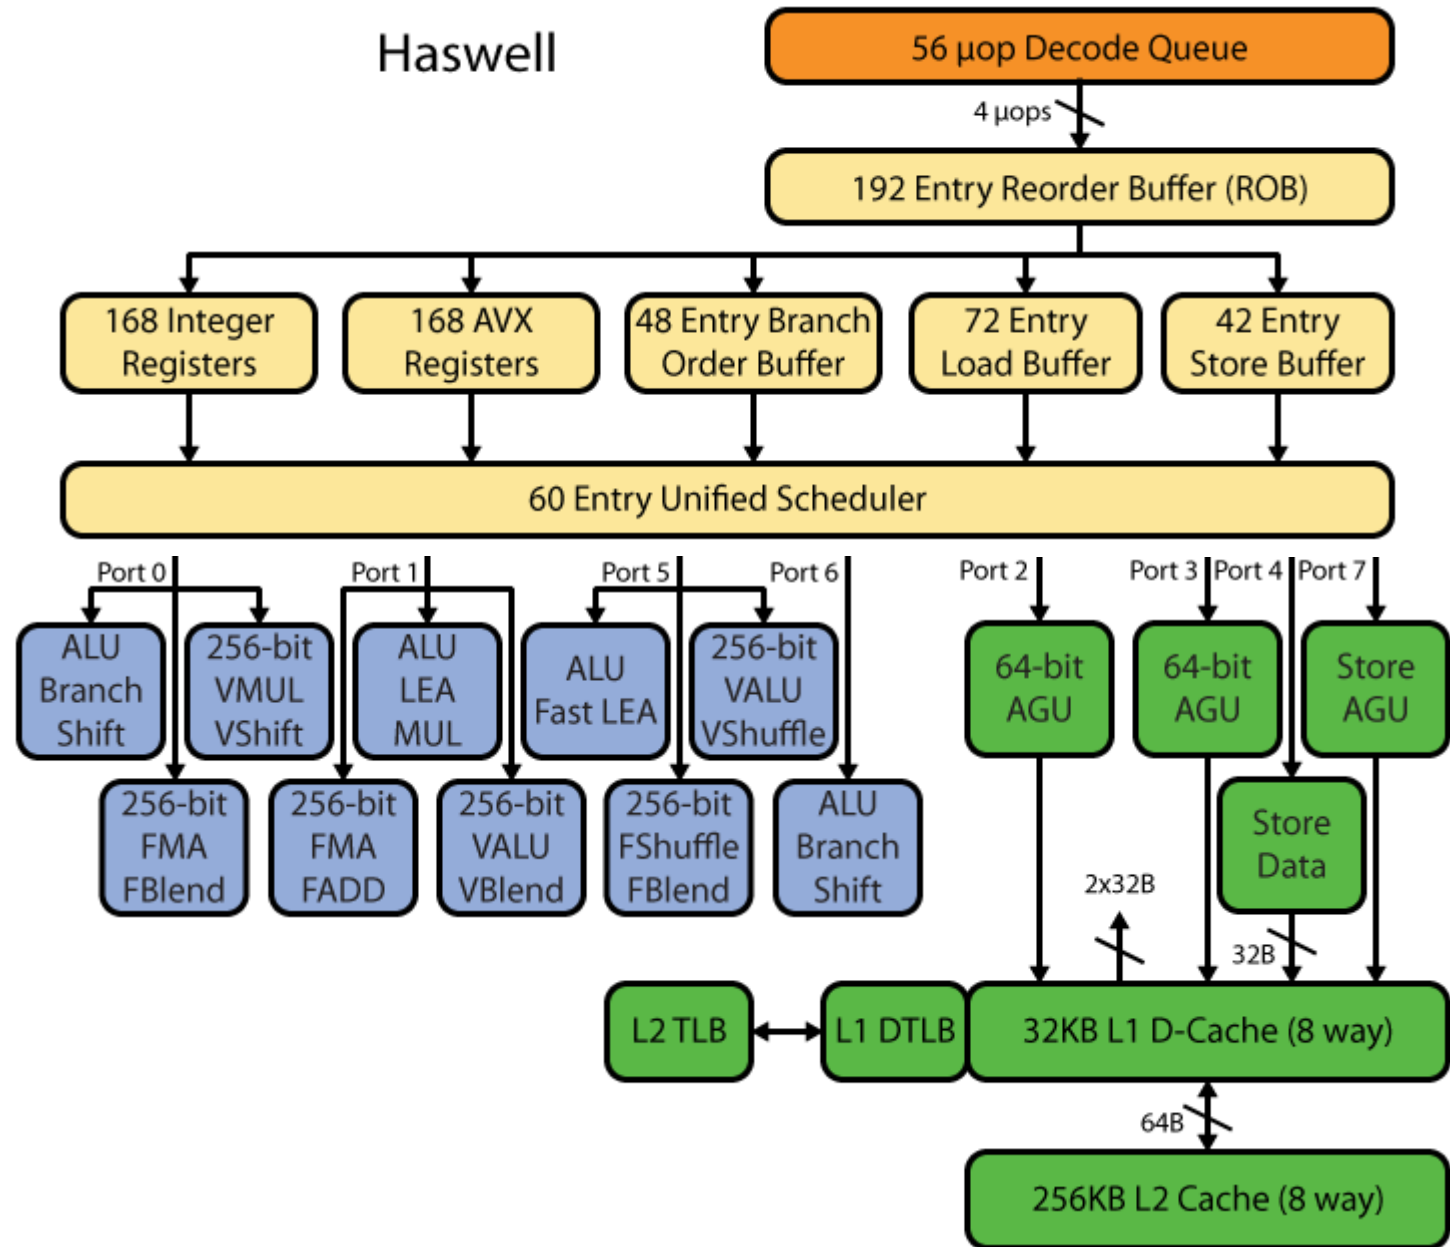 Haswell
56 µop Decode Queue
4 µops
192 Entry Reorder Buffer (ROB)
168 Integer
Registers
168 AVX
Registers
48 Entry Branch
Order Buffer
72 Entry
Load Buffer
42 Entry
Store Buffer
60 Entry Unified Scheduler
Port 0
Port 1
Port 5
Port 6
Port 2
Port 3
Port 4
Port 7
ALU
Branch
Shift
256-bit
VMUL
VShift
ALU
LEA
MUL
ALU
Fast LEA
256-bit
VALU
VShuffle
64-bit
AGU
64-bit
AGU
Store
AGU
256-bit
FMA
FBlend
256-bit
FMA
FADD
256-bit
VALU
VBlend
256-bit
FShuffle
FBlend
ALU
Branch
Shift
Store
Data
2x32B
32B
L2 TLB
L1 DTLB
32KB L1 D-Cache (8 way)
64B
256KB L2 Cache (8 way)